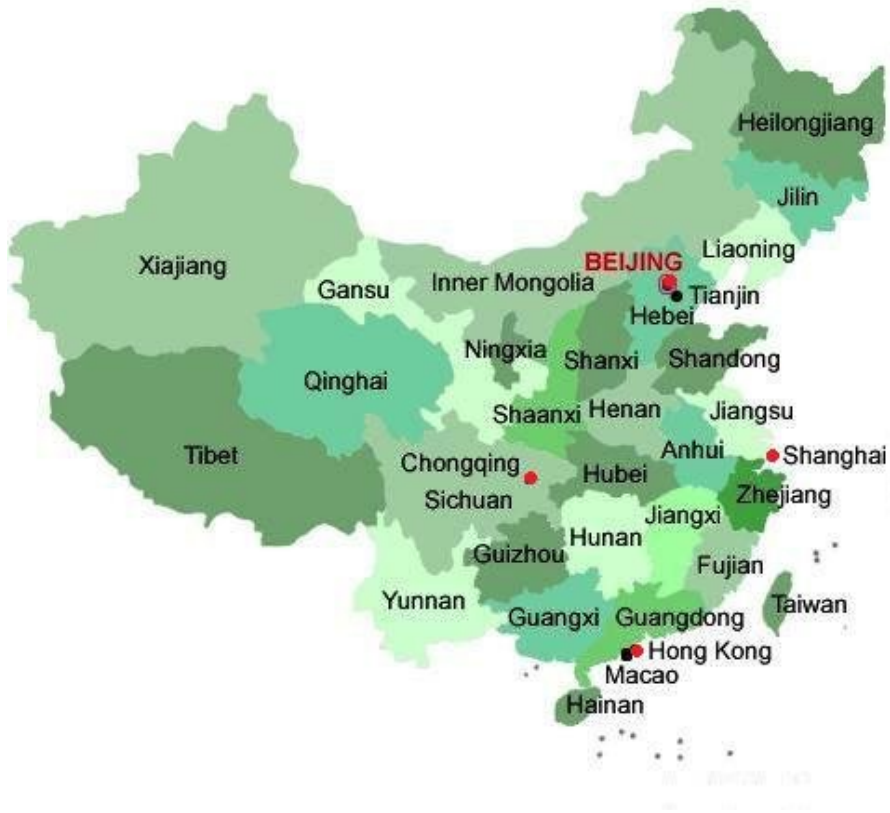 Heilongjiang
Jilin
Liaoning
Xiajiang
BEIJING
Inner Mongolia
Gansu
Tianjin
Hebei
Ningxia
Shanxi
Shandong
Qinghai
Shaanxi
Henan
Jiangsu
Tibet
Anhui
Shanghai
Chongqing
Hubei
Sichuan
Zhejiang
Jiangxi
Hunan
Guizhou
Fujian
Yunnan
Taiwan
Guangxi
Guangdong
Hong Kong
Macao
Hainan